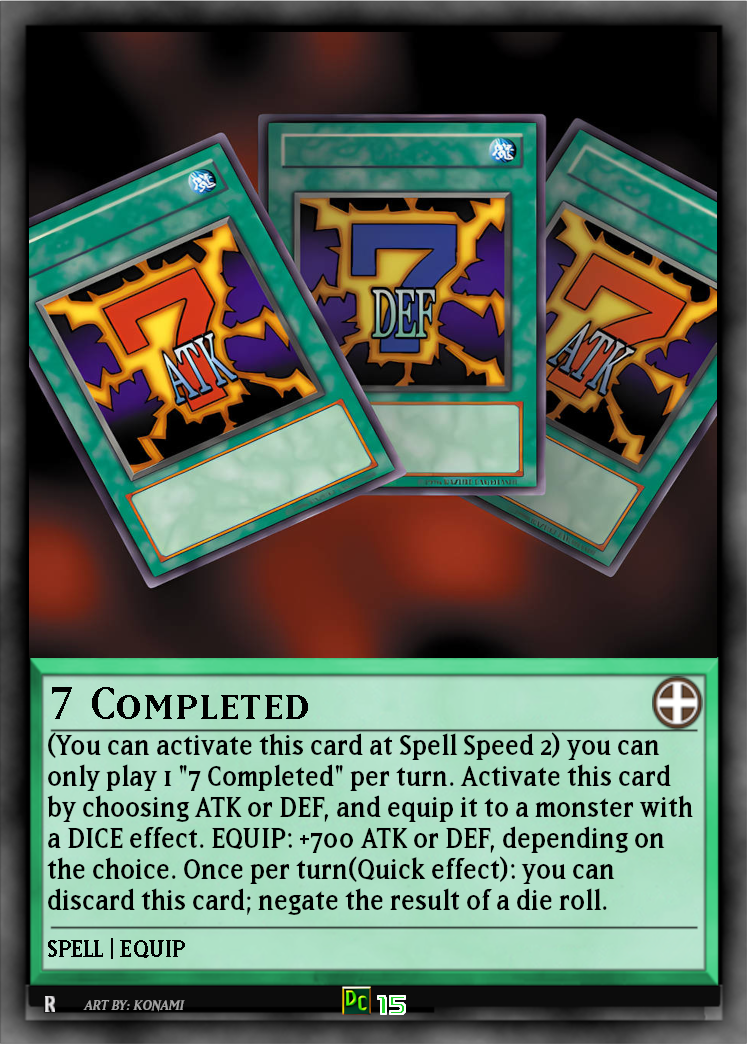 7 DEF
7 ATK
7 ATK
7 Completed
(You can activate this card at Spell Speed 2) you can
only play 1 "7 Completed" per turn. Activate this card
by choosing ATK or DEF, and equip it to a monster with
a DICE effect. EQUIP: +700 ATK or DEF, depending on
the choice. Once per turn(Quick effect): you can
discard this card; negate the result of a die roll.
SPELL | EQUIP
R ART BY: KONAMI DC 15